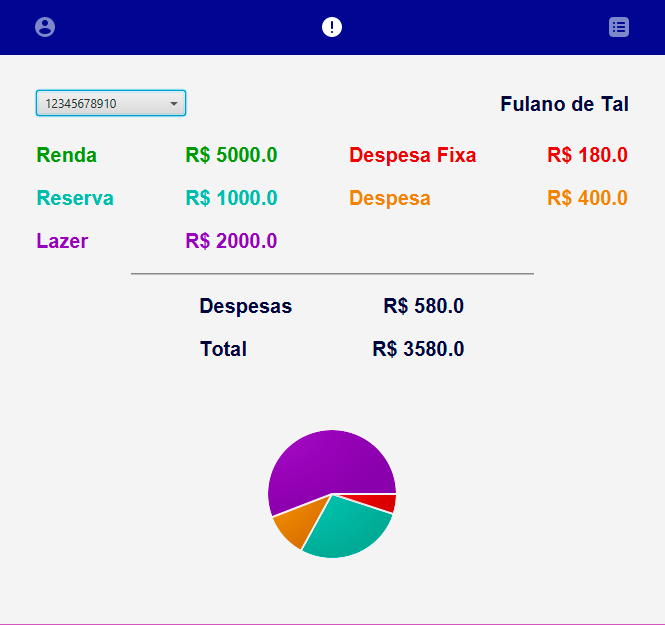 12345678910 Fulano de Tal
Renda R$ 5000.0 Despesa Fixa R$ 180.0
Reserva R$ 1000.0 Despesa R$ 400.0
Lazer R$ 2000.0
Despesas R$ 580.0
Total R$ 3580.0